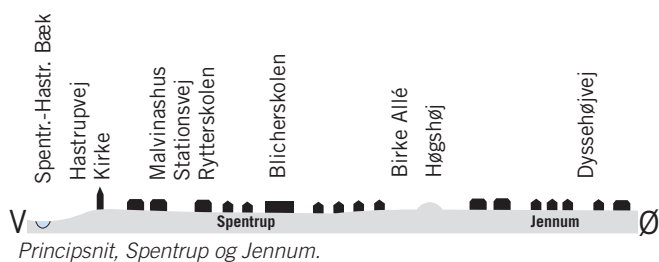 Spentr.-Hastr. Bæk
Hastrupvej
Kirke
Malvinashus
Stationsvej
Rytterskolen
Blicherskolen
Birke Allé
Høgshøj
Dyssehøjvej
V
Spentrup
Jennum
Ø
Principsnit, Spentrup og Jennum.